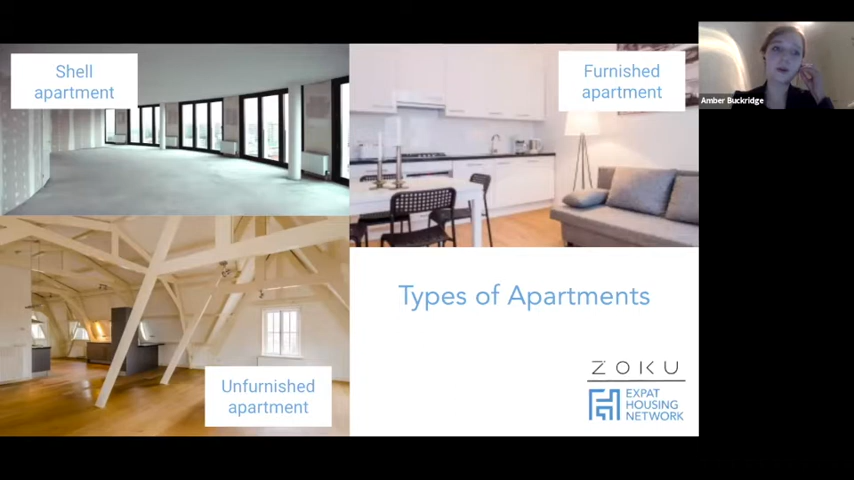 Shell
apartment
Furnished
apartment
Amber Buckridge
Types of Apartments
ZOKU
EXPAT
HOUSING
NETWORK
Unfurnished
apartment